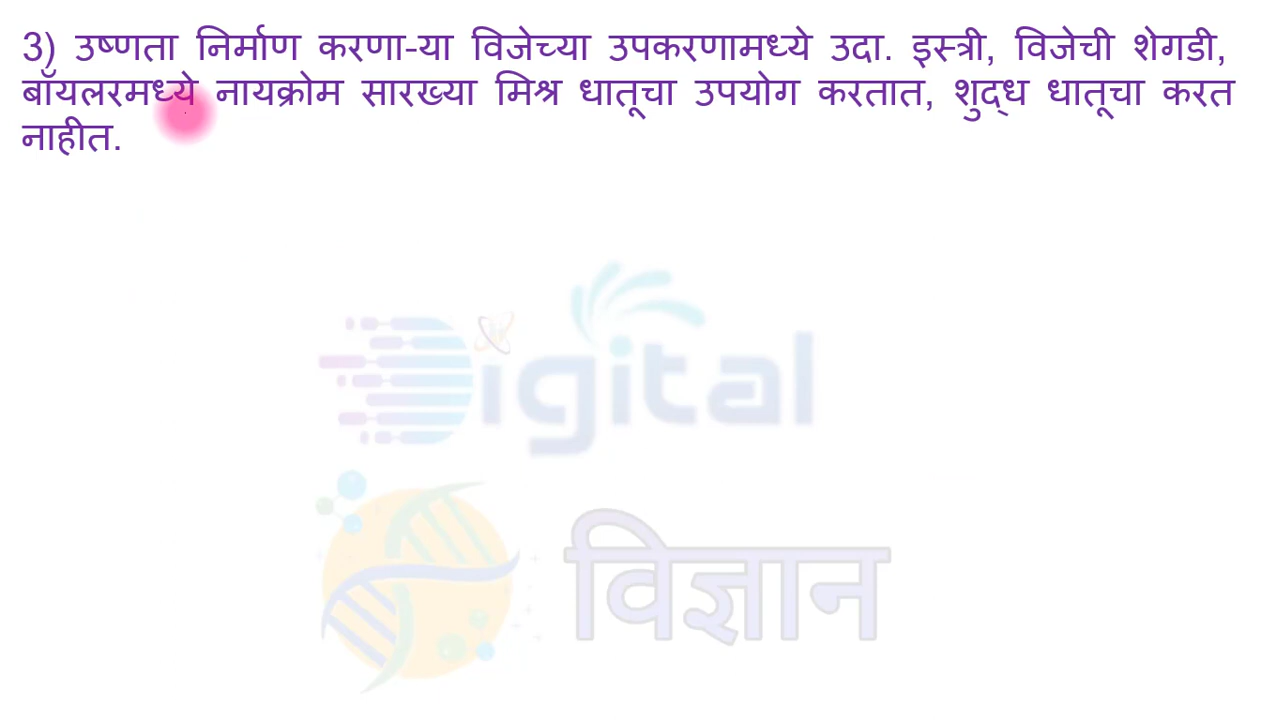 3) उष्णता निर्माण करणा-या विजेच्या उपकरणामध्ये उदा. इस्त्री, विजेची शेगडी,
बॉयलरमध्ये नायक्रोम सारख्या मिश्र धातूचा उपयोग करतात, शुद्ध धातूचा करत
नाहीत.
Digital
विज्ञान